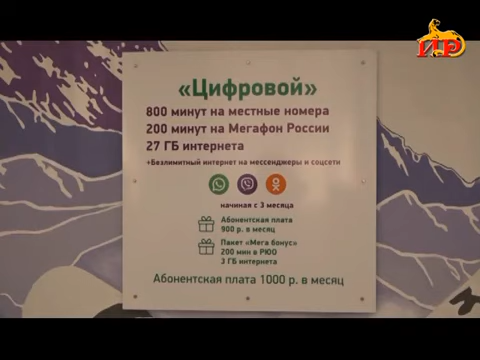 ИР
«Цифровой»
800 минут на местные номера
200 минут на Мегафон России
27 ГБ интернета
+Безлимитный интернет на мессенджеры и соцсети
начиная с 3 месяца
Абонентская плата
900 р. в месяц
Пакет «Мега бонус»
200 мин в РЮО
3 ГБ интернета
Абонентская плата 1000 р. в месяц